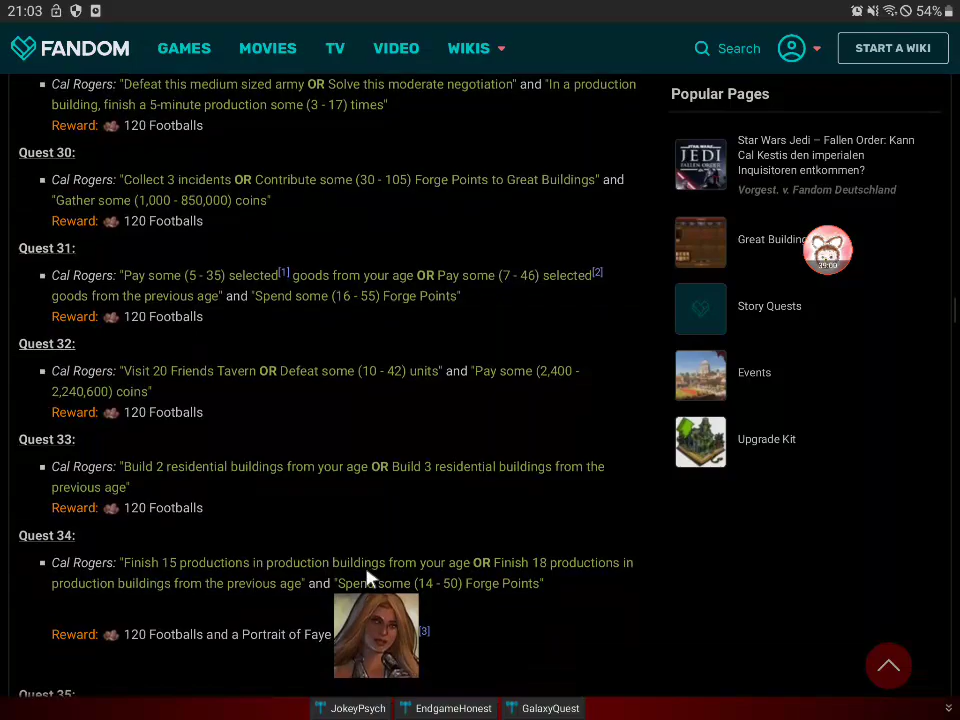 21:03
54%
FANDOM GAMES MOVIES TV VIDEO WIKIS Search START A WIKI
Cal Rogers: "Defeat this medium sized army OR Solve this moderate negotiation" and "In a production
building, finish a 5-minute production some (3 - 17) times"
Reward: 120 Footballs
Quest 30:
Cal Rogers: "Collect 3 incidents OR Contribute some (30 - 105) Forge Points to Great Buildings" and
"Gather some (1,000 - 850,000) coins"
Reward: 120 Footballs
Quest 31:
Cal Rogers: "Pay some (5 - 35) selected[1] goods from your age OR Pay some (7 - 46) selected[2]
goods from the previous age" and "Spend some (16 - 55) Forge Points"
Reward: 120 Footballs
Quest 32:
Cal Rogers: "Visit 20 Friends Tavern OR Defeat some (10 - 42) units" and "Pay some (2,400 -
2,240,600) coins"
Reward: 120 Footballs
Quest 33:
Cal Rogers: "Build 2 residential buildings from your age OR Build 3 residential buildings from the
previous age"
Reward: 120 Footballs
Quest 34:
Cal Rogers: "Finish 15 productions in production buildings from your age OR Finish 18 productions in
production buildings from the previous age" and "Spend some (14 - 50) Forge Points"
Reward: 120 Footballs and a Portrait of Faye [3]
Quest 35:
Popular Pages
STAR WARS
JEDI
FALLEN ORDER
Star Wars Jedi – Fallen Order: Kann
Cal Kestis den imperialen
Inquisitoren entkommen?
Vorgest. v. Fandom Deutschland
Great Building
39:00
Story Quests
Events
Upgrade Kit
JokeyPsych EndgameHonest GalaxyQuest